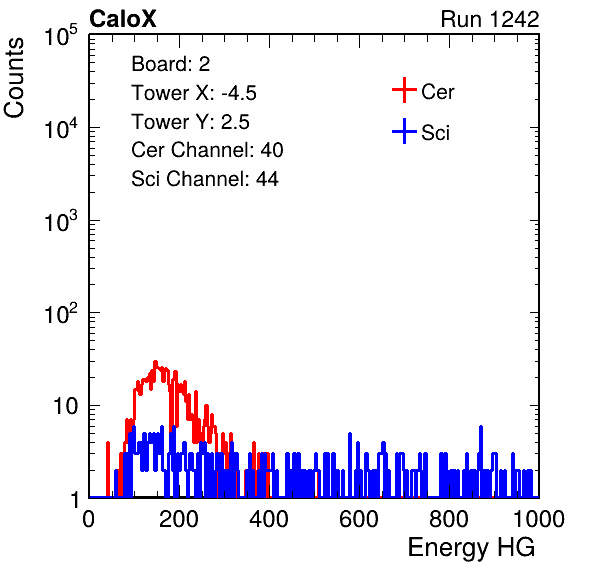 CaloX Run 1242
Counts
Energy HG
Board: 2
Tower X: -4.5
Tower Y: 2.5
Cer Channel: 40
Sci Channel: 44
Cer
Sci
10^5
10^4
10^3
10^2
10
1
0 200 400 600 800 1000